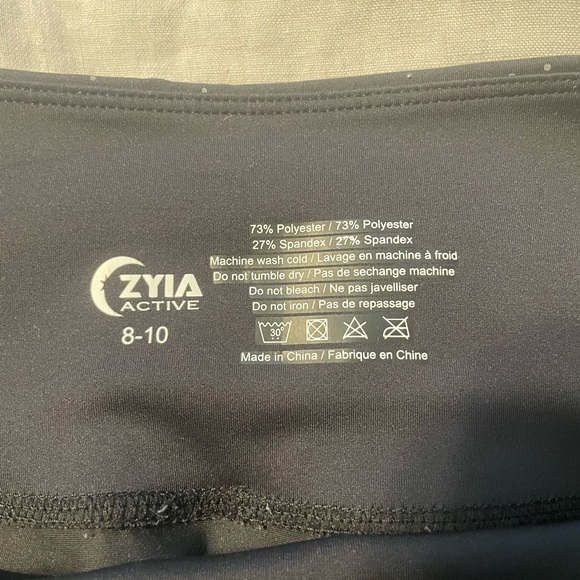 ZYIA
ACTIVE
8-10
73% Polyester / 73% Polyester
27% Spandex / 27% Spandex
Machine wash cold / Lavage en machine à froid
Do not tumble dry / Pas de sechange machine
Do not bleach / Ne pas javelliser
Do not iron / Pas de repassage
30°
Made in China / Fabrique en Chine